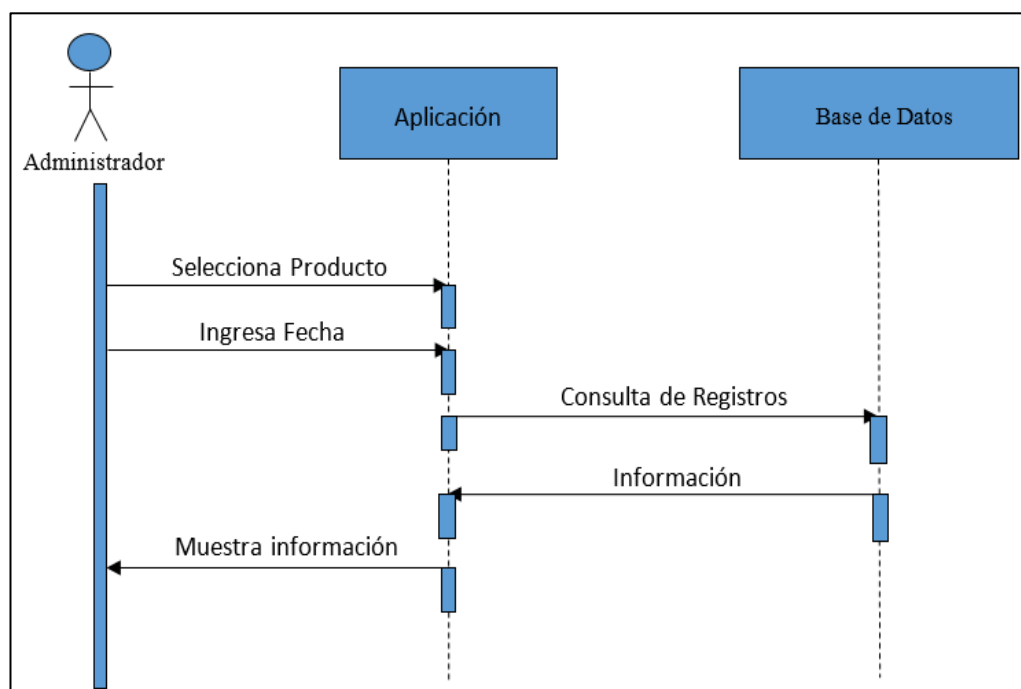 Aplicación
Base de Datos
Administrador
Selecciona Producto
Ingresa Fecha
Consulta de Registros
Información
Muestra información